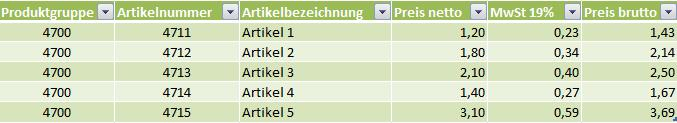 Produktgruppe Artikelnummer Artikelbezeichnung Preis netto MwSt 19% Preis brutto
4700 4711 Artikel 1 1,20 0,23 1,43
4700 4712 Artikel 2 1,80 0,34 2,14
4700 4713 Artikel 3 2,10 0,40 2,50
4700 4714 Artikel 4 1,40 0,27 1,67
4700 4715 Artikel 5 3,10 0,59 3,69